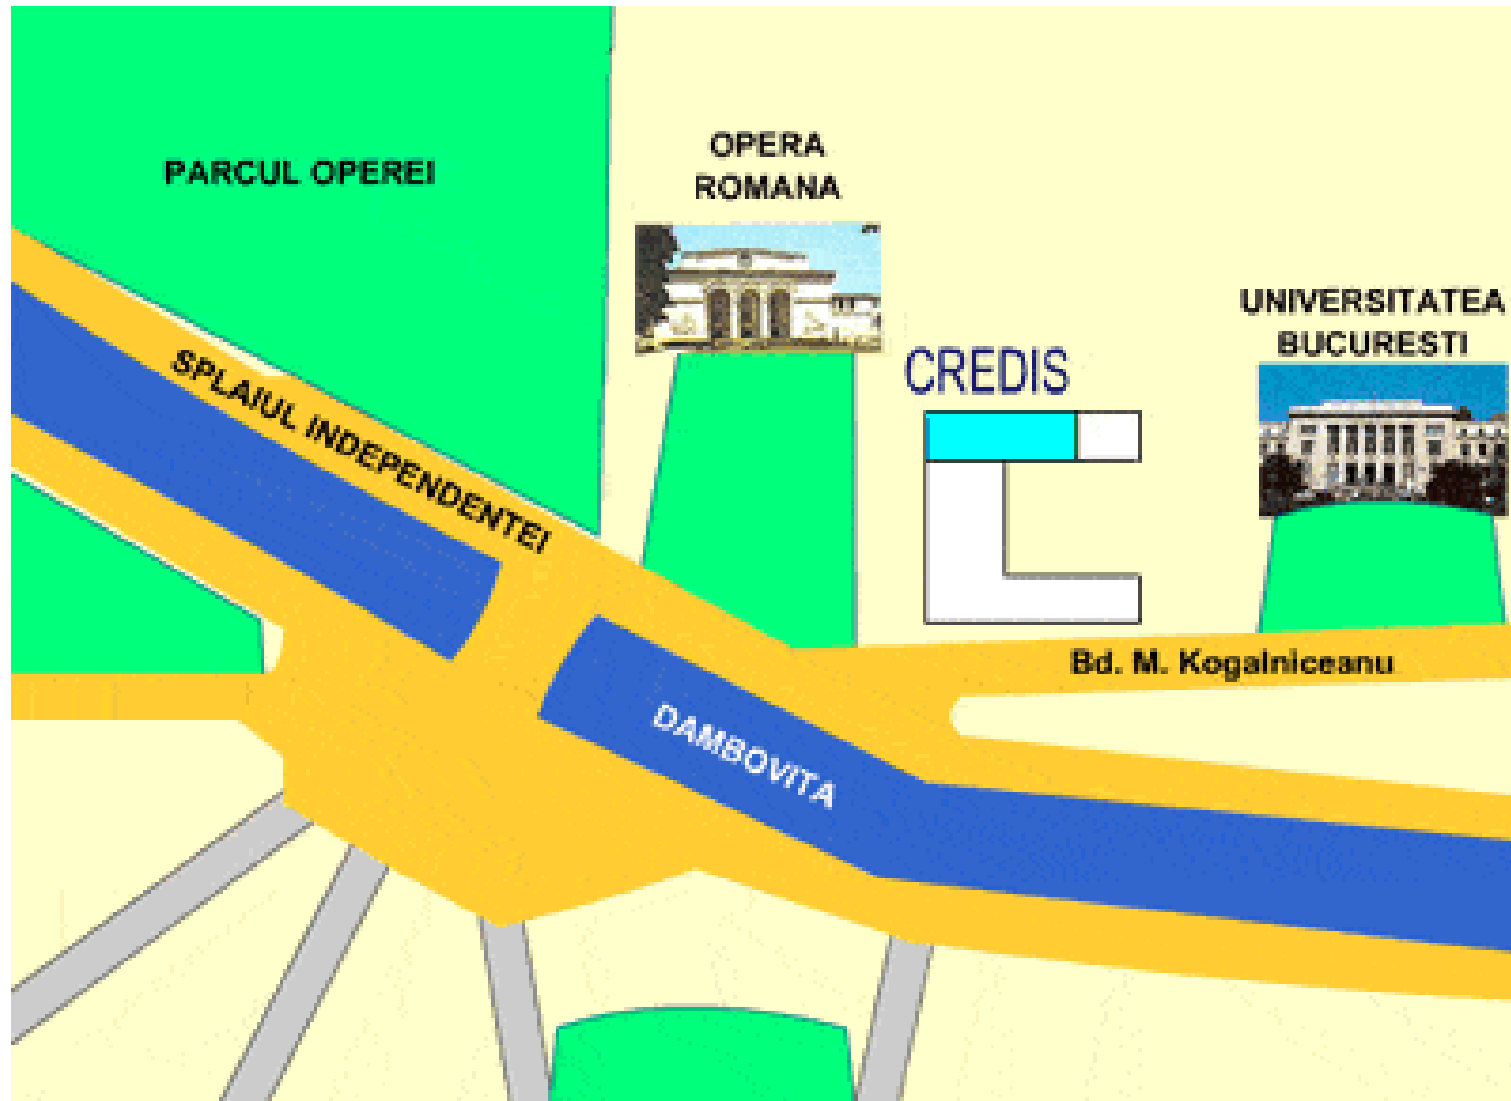 PARCUL OPEREI
OPERA
ROMANA
UNIVERSITATEA
BUCURESTI
CREDIS
SPLAIUL INDEPENDENTEI
Bd. M. Kogalniceanu
DAMBOVITA